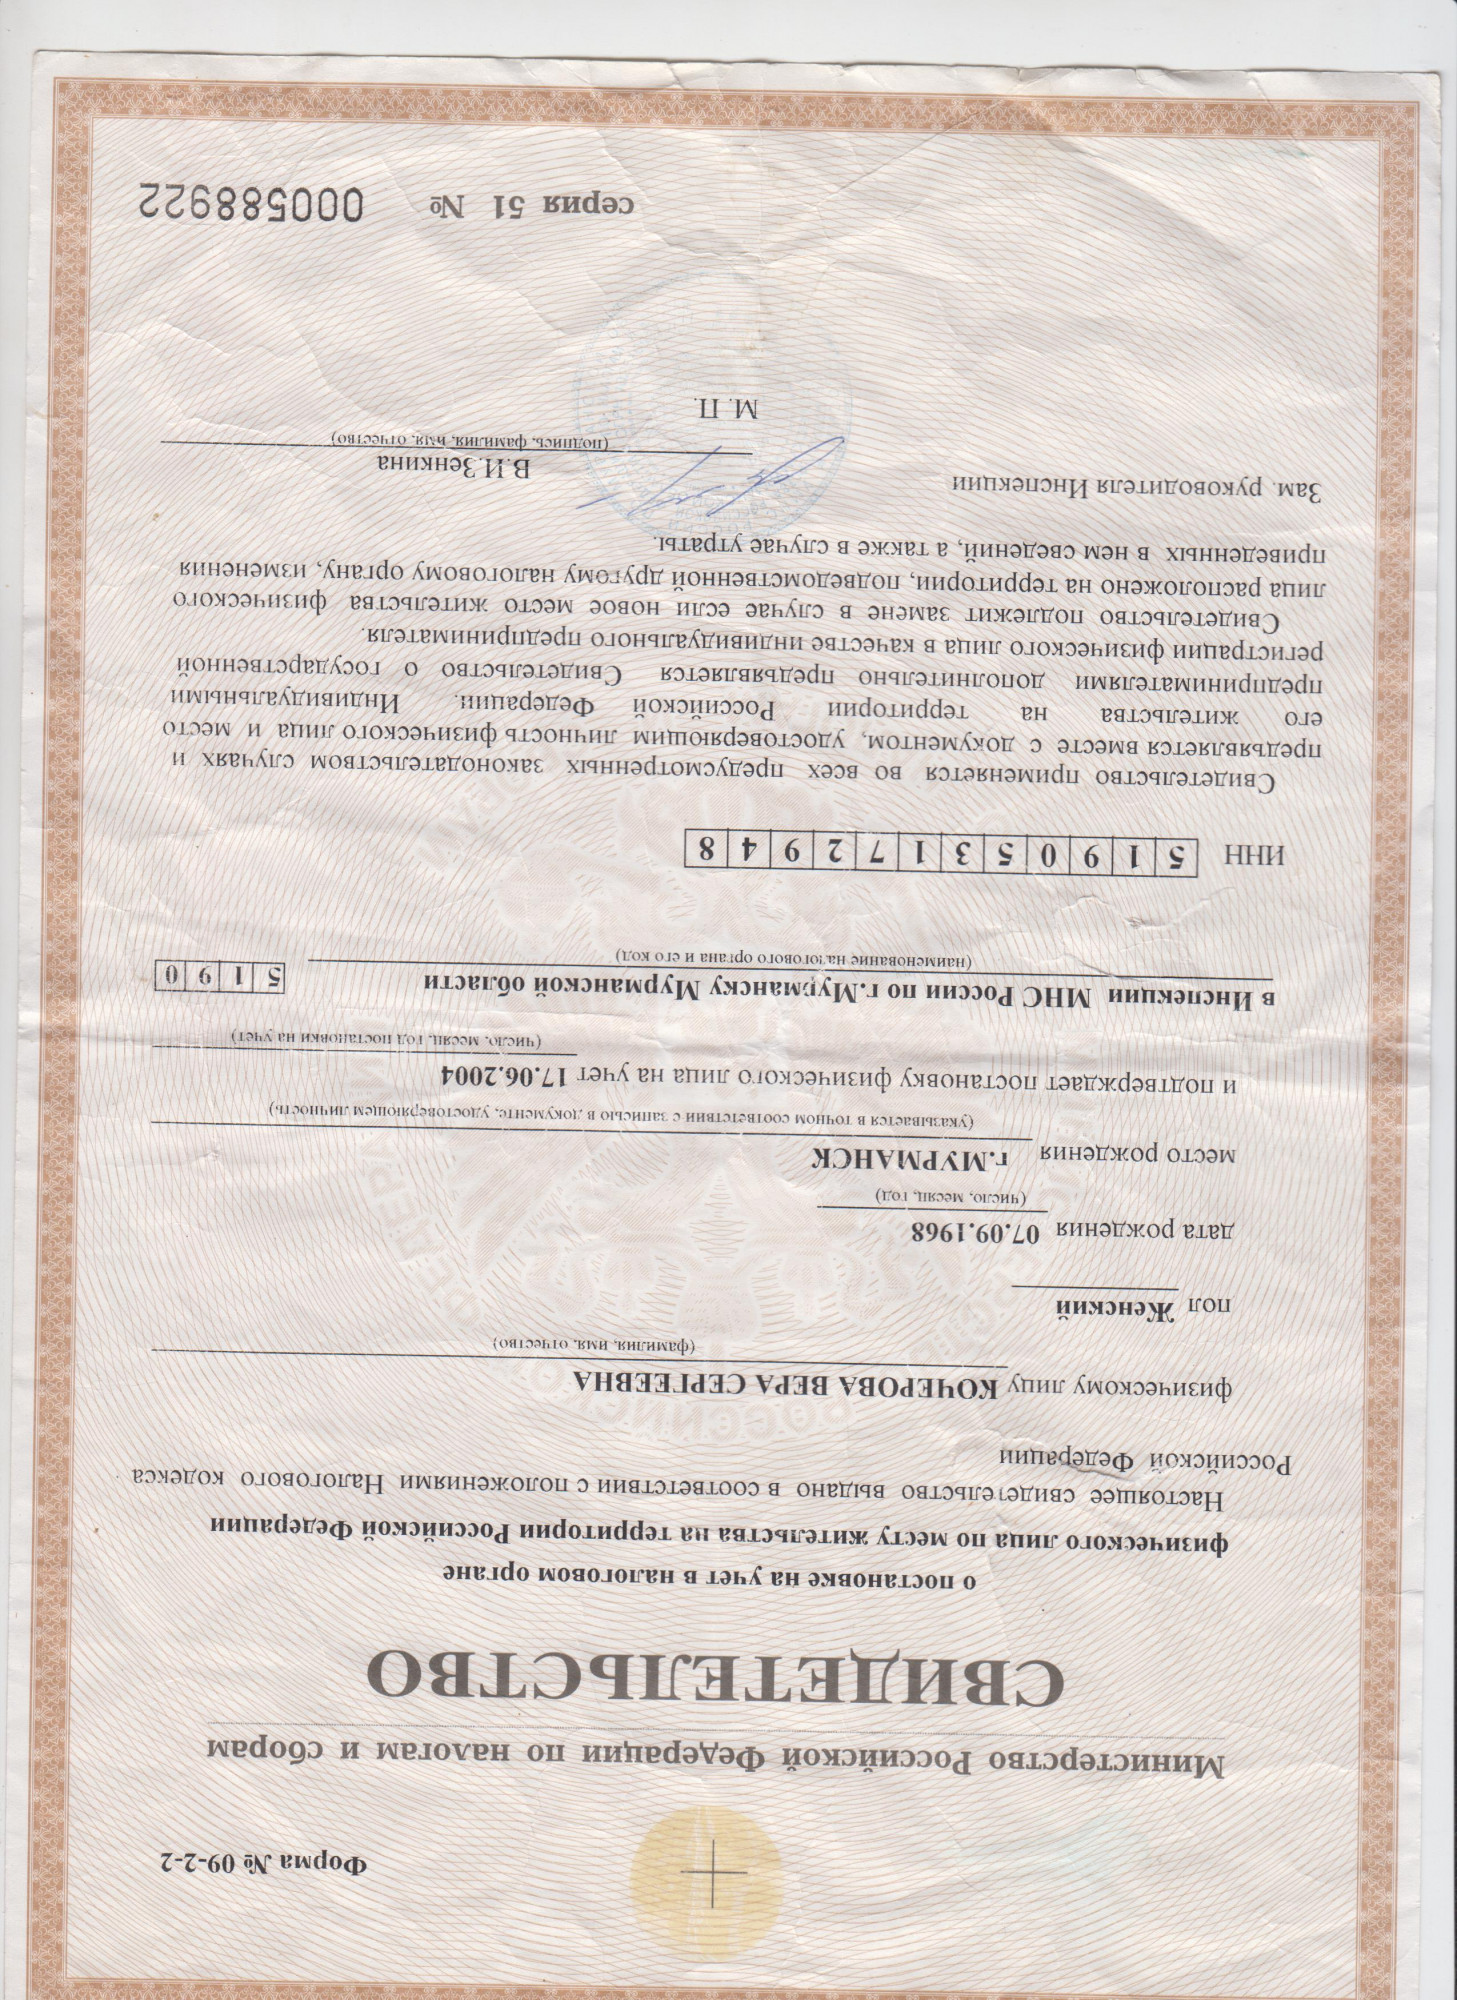 Форма № 09-2-2
Министерство Российской Федерации по налогам и сборам
СВИДЕТЕЛЬСТВО
о постановке на учет в налоговом органе
физического лица по месту жительства на территории Российской Федерации
Настоящее свидетельство выдано в соответствии с положениями Налогового кодекса
Российской Федерации
физическому лицу КОЧЕРОВА ВЕРА СЕРГЕЕВНА
(фамилия, имя, отчество)
пол Женский
дата рождения 07.09.1968
(число, месяц, год)
место рождения г.МУРМАНСК
(указывается в точном соответствии с записью в документе, удостоверяющем личность)
и подтверждает постановку физического лица на учет 17.06.2004
(число, месяц, год постановки на учет)
в Инспекции МНС России по г.Мурманску Мурманской области 5190
(наименование налогового органа и его код)
ИНН 519053172948
Свидетельство применяется во всех предусмотренных законодательством случаях и
предъявляется вместе с документом, удостоверяющим личность физического лица и место
его жительства на территории Российской Федерации. Индивидуальными
предпринимателями дополнительно предъявляется Свидетельство о государственной
регистрации физического лица в качестве индивидуального предпринимателя.
Свидетельство подлежит замене в случае если новое место жительства физического
лица расположено на территории, подведомственной другому налоговому органу, изменения
приведенных в нем сведений, а также в случае утраты.
Зам. руководителя Инспекции В.И.Зенкина
(подпись, фамилия, имя, отчество)
М. П.
серия 51 № 000588922